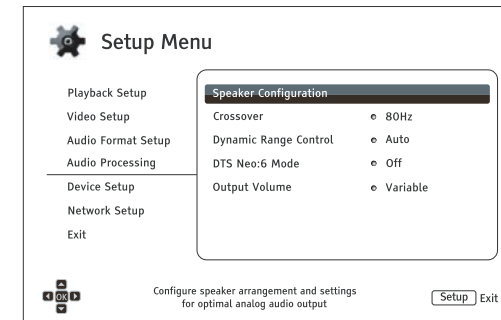 Setup Menu
Playback Setup
Video Setup
Audio Format Setup
Audio Processing
Device Setup
Network Setup
Exit
Speaker Configuration
Crossover 80Hz
Dynamic Range Control Auto
DTS Neo:6 Mode Off
Output Volume Variable
OK
Configure speaker arrangement and settings
for optimal analog audio output
Setup Exit